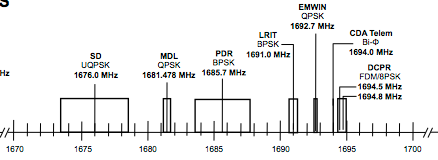 S
EMWIN
QPSK
1692.7 MHz
LRIT
BPSK
1691.0 MHz
CDA Telem
Bi-Φ
1694.0 MHz
SD
UQPSK
1676.0 MHz
MDL
QPSK
1681.478 MHz
PDR
BPSK
1685.7 MHz
DCPR
FDM/8PSK
1694.5 MHz
1694.8 MHz
Hz
1670
1675
1680
1685
1690
1695
1700